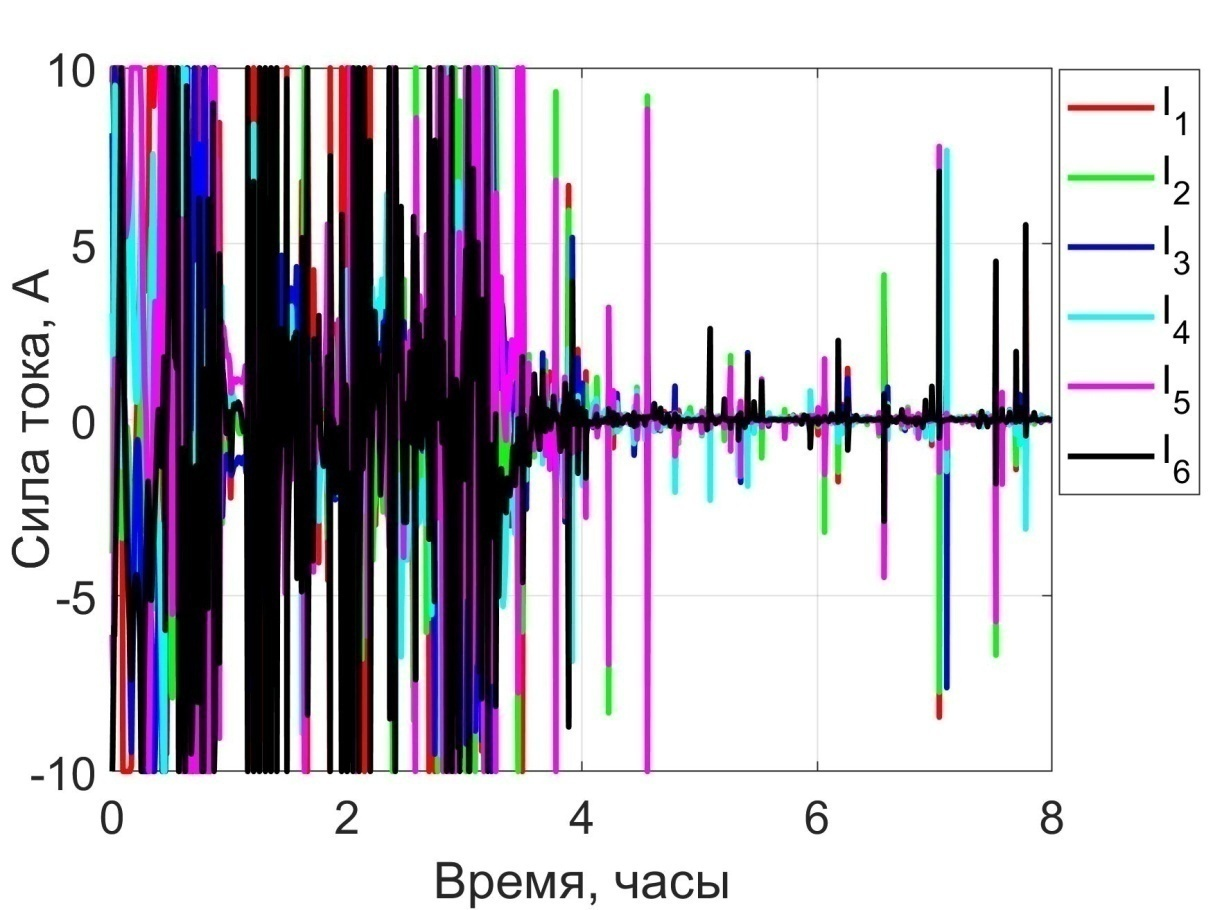 Сила тока, А
10
5
0
-5
-10
0 2 4 6 8
Время, часы
I1
I2
I3
I4
I5
I6